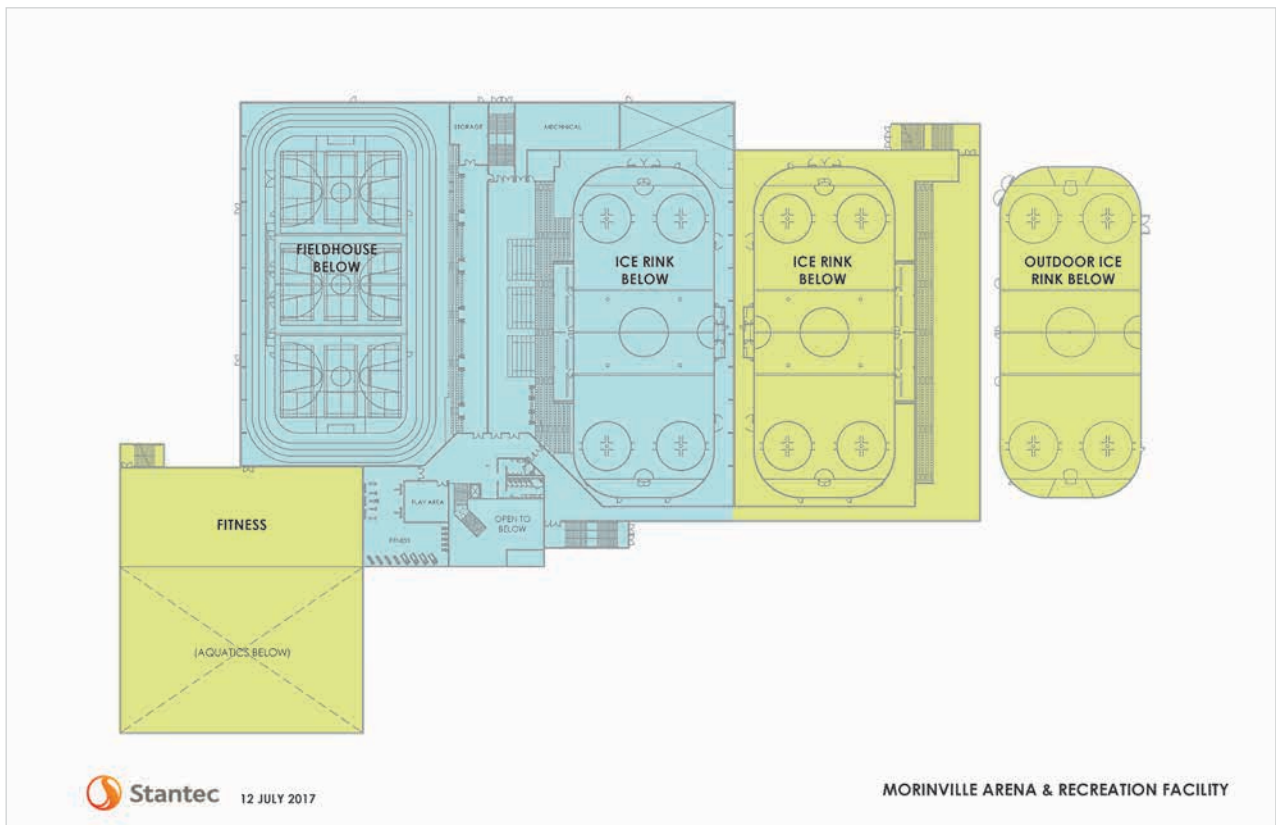 STORAGE
MECHNICAL
FIELDHOUSE
BELOW
ICE RINK
BELOW
ICE RINK
BELOW
OUTDOOR ICE
RINK BELOW
PLAY AREA
OPEN TO
BELOW
FITNESS
FITNESS
(AQUATICS BELOW)
Stantec 12 JULY 2017
MORINVILLE ARENA & RECREATION FACILITY